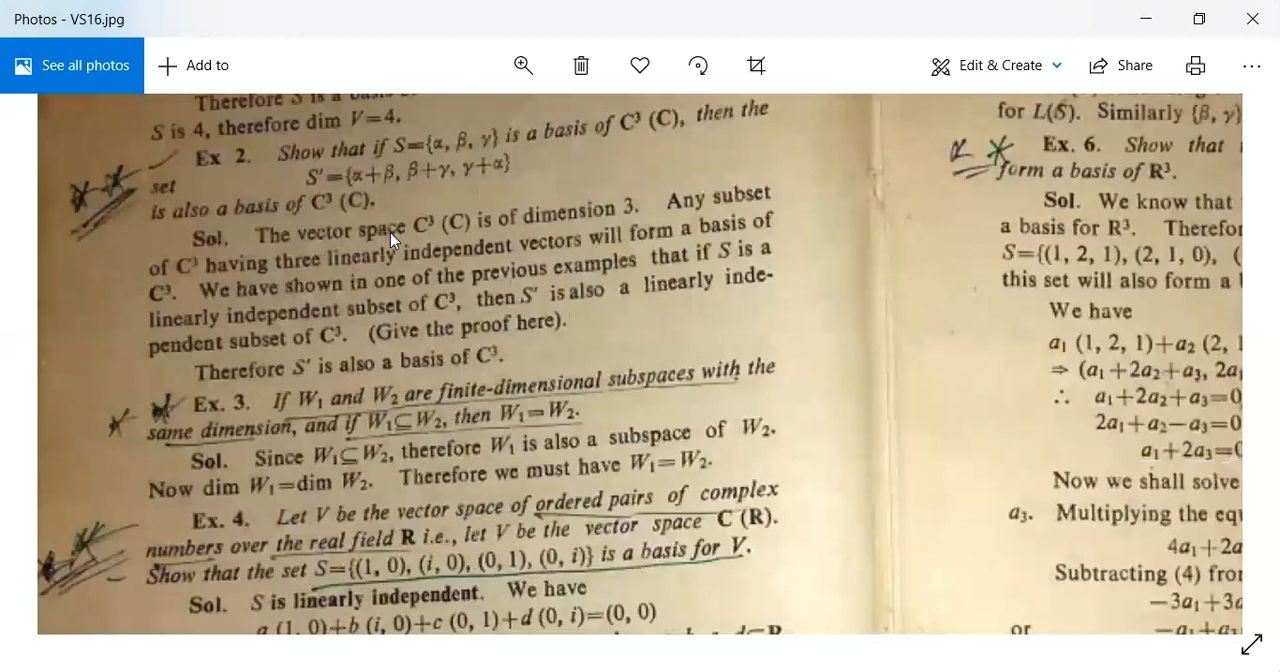 Photos - VS16.jpg
See all photos
Add to
Edit & Create
Share
Therefore S is a basis
S is 4, therefore dim V=4.
Ex 2. Show that if S={α, β, γ} is a basis of C³ (C), then the
set
S'={α+β, β+γ, γ+α}
is also a basis of C³ (C).
Sol. The vector space C³ (C) is of dimension 3. Any subset
of C³ having three linearly independent vectors will form a basis of
C³. We have shown in one of the previous examples that if S is a
linearly independent subset of C³, then S' is also a linearly inde-
pendent subset of C³. (Give the proof here).
Therefore S' is also a basis of C³.
Ex. 3. If W₁ and W₂ are finite-dimensional subspaces with the
same dimension, and if W₁⊆W₂, then W₁=W₂.
Sol. Since W₁⊆W₂, therefore W₁ is also a subspace of W₂.
Now dim W₁=dim W₂. Therefore we must have W₁=W₂.
Ex. 4. Let V be the vector space of ordered pairs of complex
numbers over the real field R i.e., let V be the vector space C (R).
Show that the set S={(1, 0), (i, 0), (0, 1), (0, i)} is a basis for V.
Sol. S is linearly independent. We have
a (1, 0)+b (i, 0)+c (0, 1)+d (0, i)=(0, 0)
for L(S). Similarly {β, γ}
Ex. 6. Show that
form a basis of R³.
Sol. We know that
a basis for R³. Therefor
S={(1, 2, 1), (2, 1, 0), (
this set will also form a
We have
a₁ (1, 2, 1)+a₂ (2,
⇒ (a₁+2a₂+a₃, 2a
∴ a₁+2a₂+a₃=0
2a₁+a₂−a₃=0
a₁+2a₃=0
Now we shall solve
a₃. Multiplying the equ
4a₁+2a
Subtracting (4) from
−3a₁+3a
or −a₁+a